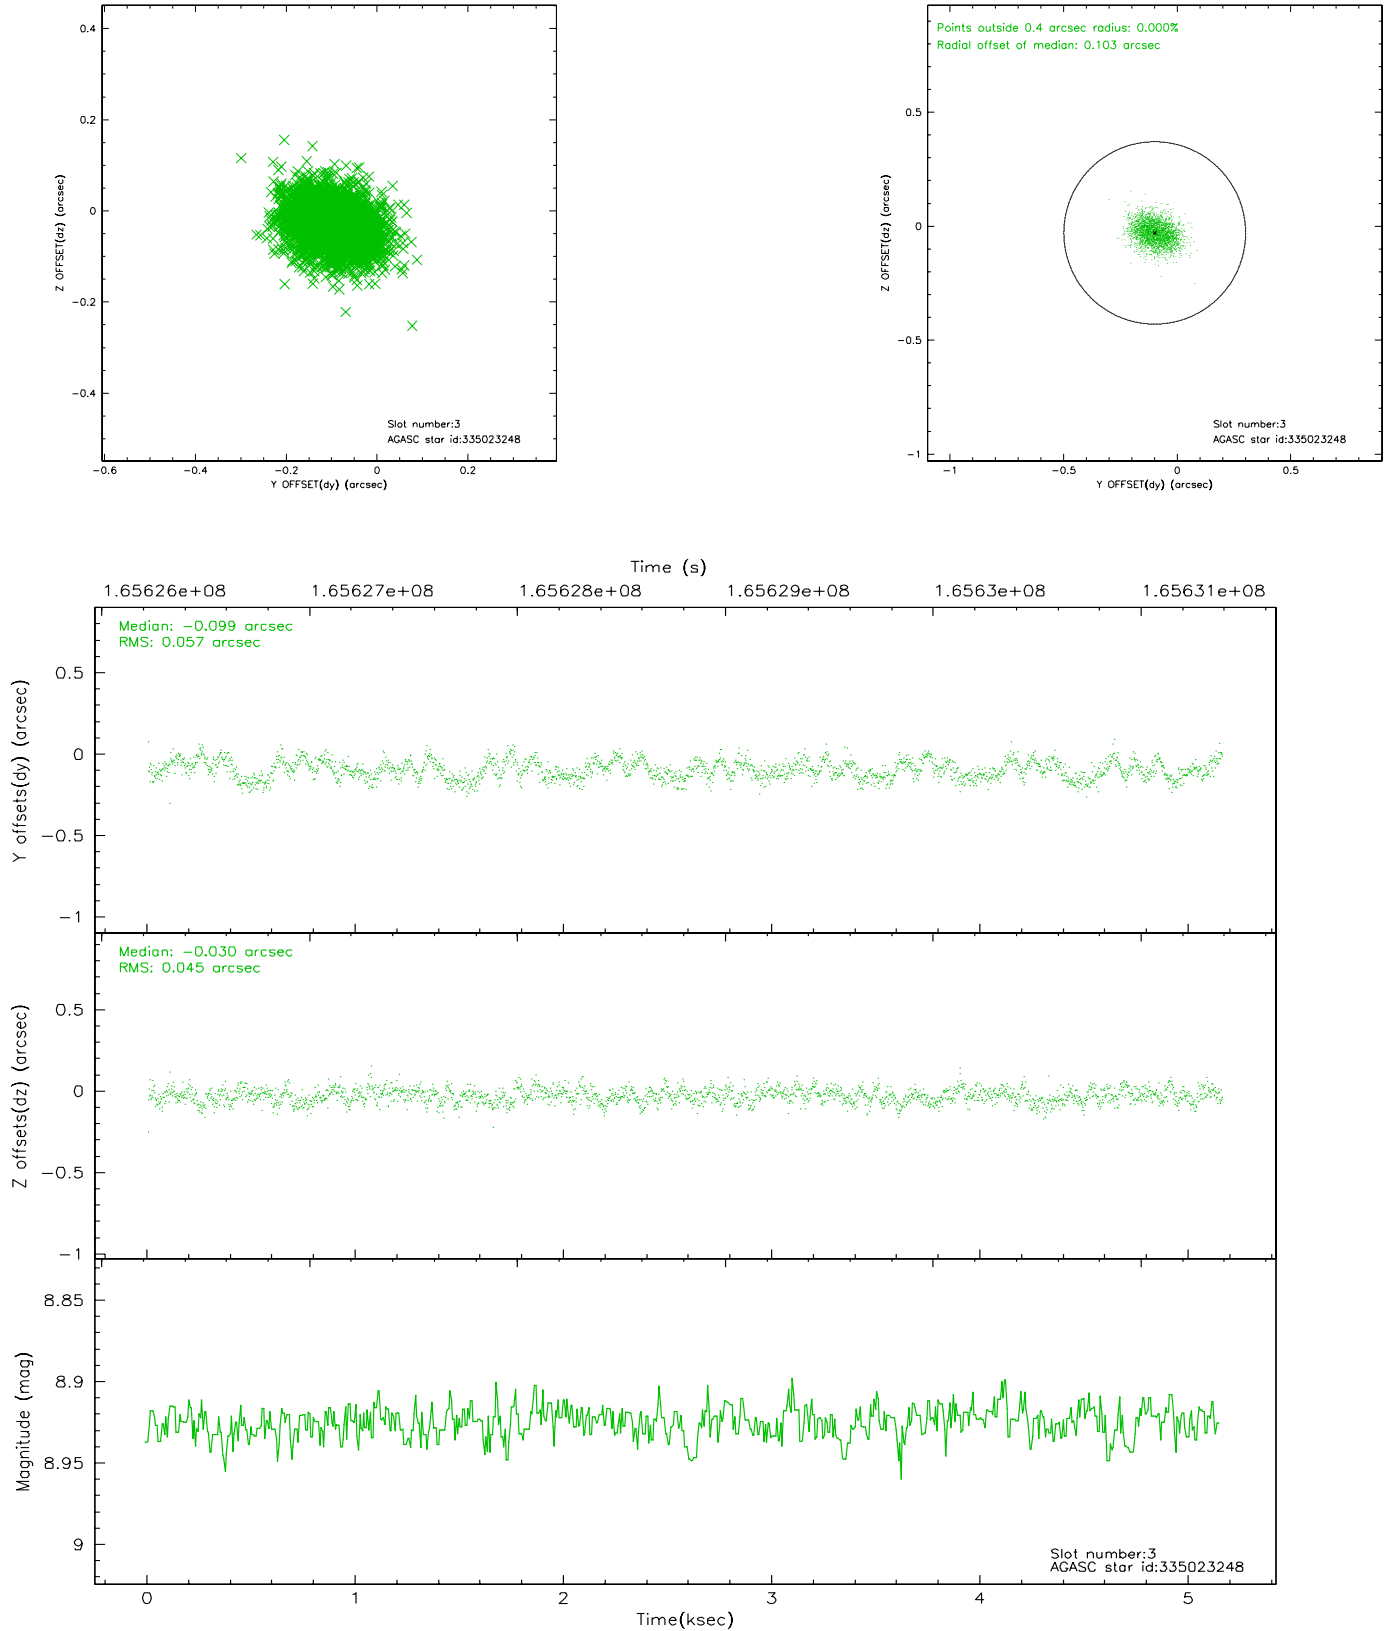 0.4
0.2
0
-0.2
-0.4
-0.6
-0.4
-0.2
0
0.2
Z OFFSET(dz) (arcsec)
Y OFFSET(dy) (arcsec)
Slot number:3
AGASC star id:335023248
Points outside 0.4 arcsec radius: 0.000%
Radial offset of median: 0.103 arcsec
0.5
0
-0.5
-1
-1
-0.5
0
0.5
Z OFFSET(dz) (arcsec)
Y OFFSET(dy) (arcsec)
Slot number:3
AGASC star id:335023248
Time (s)
1.65626e+08
1.65627e+08
1.65628e+08
1.65629e+08
1.6563e+08
1.65631e+08
Median: -0.099 arcsec
RMS: 0.057 arcsec
0.5
0
-0.5
-1
Y offsets(dy) (arcsec)
Median: -0.030 arcsec
RMS: 0.045 arcsec
0.5
0
-0.5
-1
Z offsets(dz) (arcsec)
8.85
8.9
8.95
9
Magnitude (mag)
Slot number:3
AGASC star id:335023248
0
1
2
3
4
5
Time(ksec)